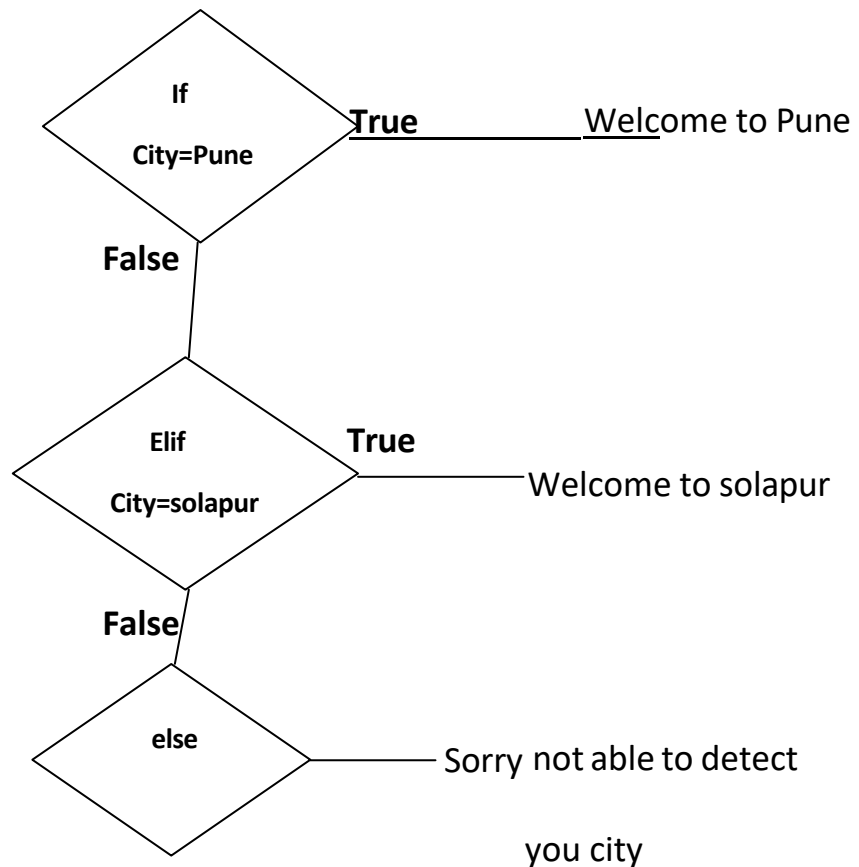 If
City=Pune
True
Welcome to Pune
False
Elif
City=solapur
True
Welcome to solapur
False
else
Sorry not able to detect
you city